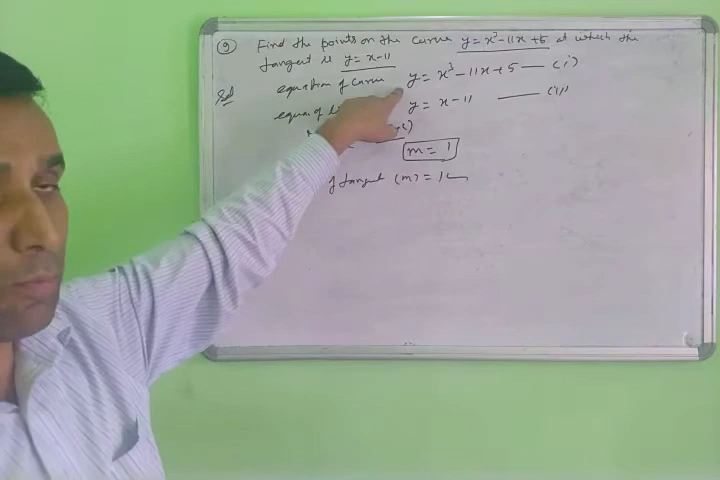 9 Find the points on the curve y = x³ - 11x + 5 at which the
tangent is y = x-11
Sol equation of curve y = x³ - 11x + 5 — (i)
equan of y = x - 11 — (ii)
m = 1
tangent (m) = 1